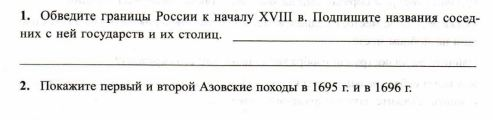 1. Обведите границы России к началу XVIII в. Подпишите названия сосед-
них с ней государств и их столиц.
2. Покажите первый и второй Азовские походы в 1695 г. и в 1696 г.